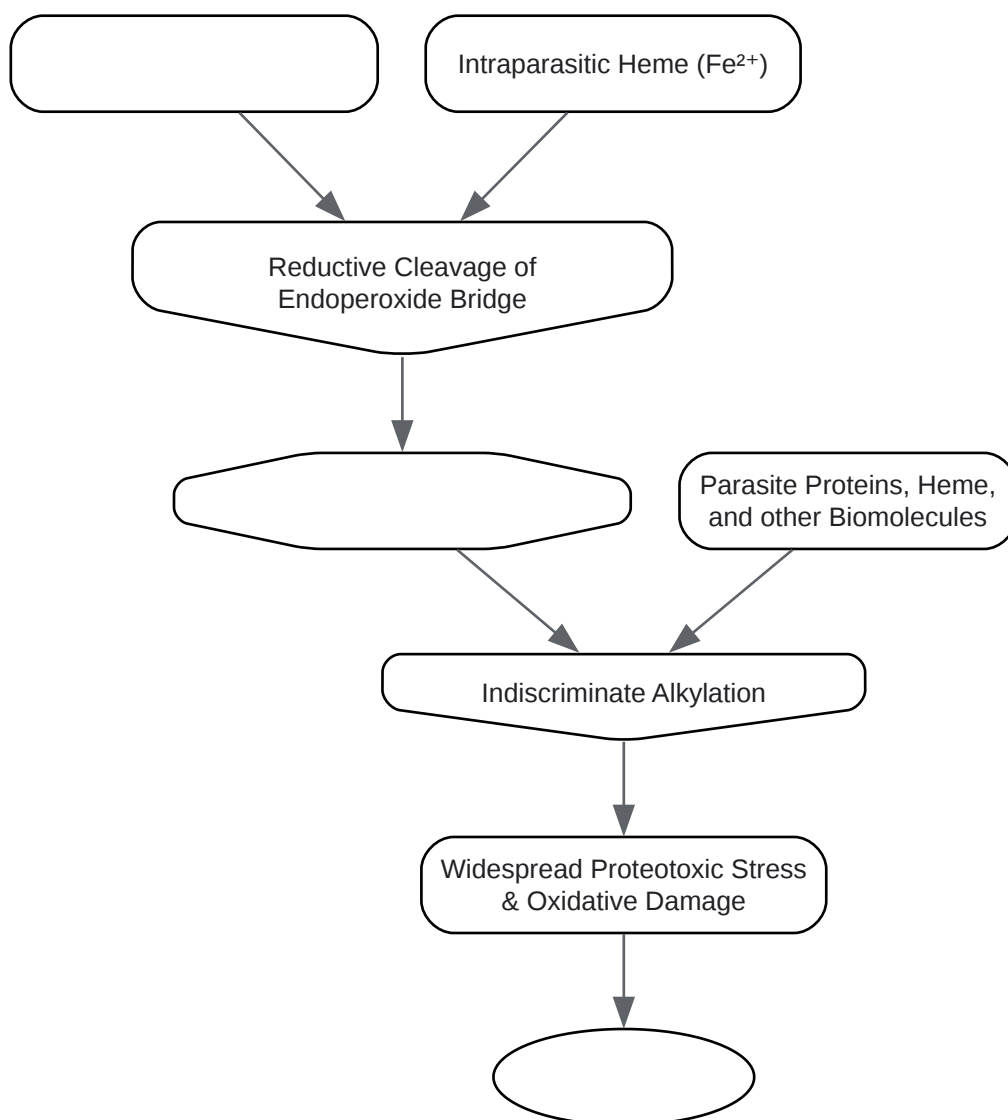 Intraparasitic Heme (Fe²⁺)
Reductive Cleavage of
Endoperoxide Bridge
Parasite Proteins, Heme,
and other Biomolecules
Indiscriminate Alkylation
Widespread Proteotoxic Stress
& Oxidative Damage